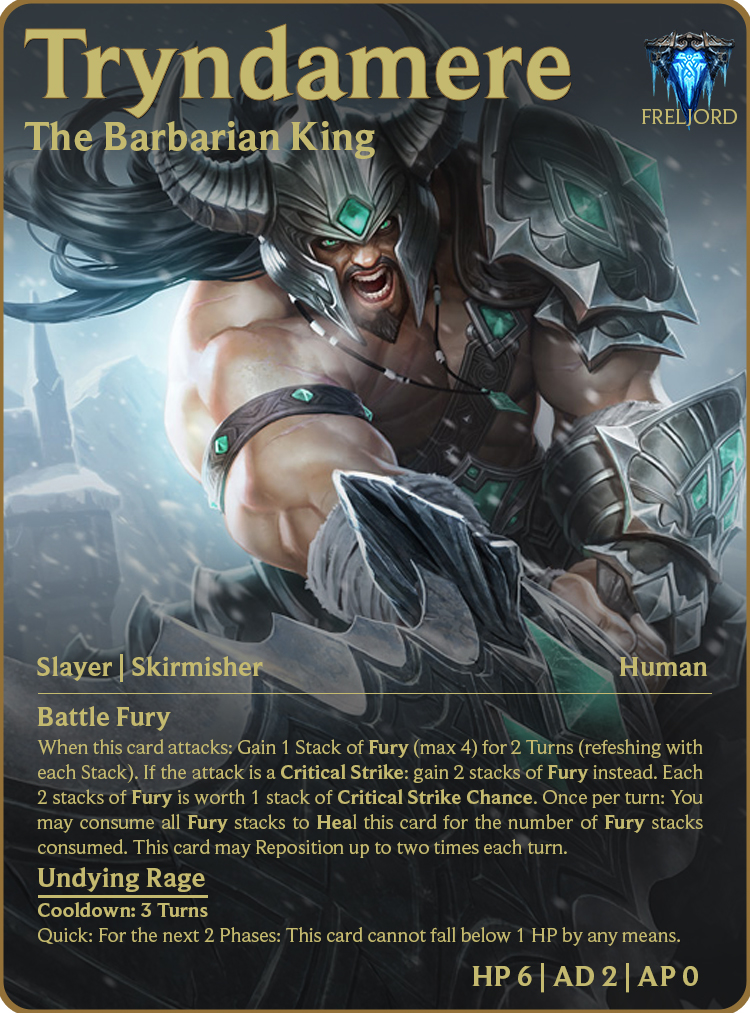 Tryndamere
FRELJORD
The Barbarian King
Slayer | Skirmisher
Human
Battle Fury
When this card attacks: Gain 1 Stack of Fury (max 4) for 2 Turns (refeshing with
each Stack). If the attack is a Critical Strike: gain 2 stacks of Fury instead. Each
2 stacks of Fury is worth 1 stack of Critical Strike Chance. Once per turn: You
may consume all Fury stacks to Heal this card for the number of Fury stacks
consumed. This card may Reposition up to two times each turn.
Undying Rage
Cooldown: 3 Turns
Quick: For the next 2 Phases: This card cannot fall below 1 HP by any means.
HP 6 | AD 2 | AP 0